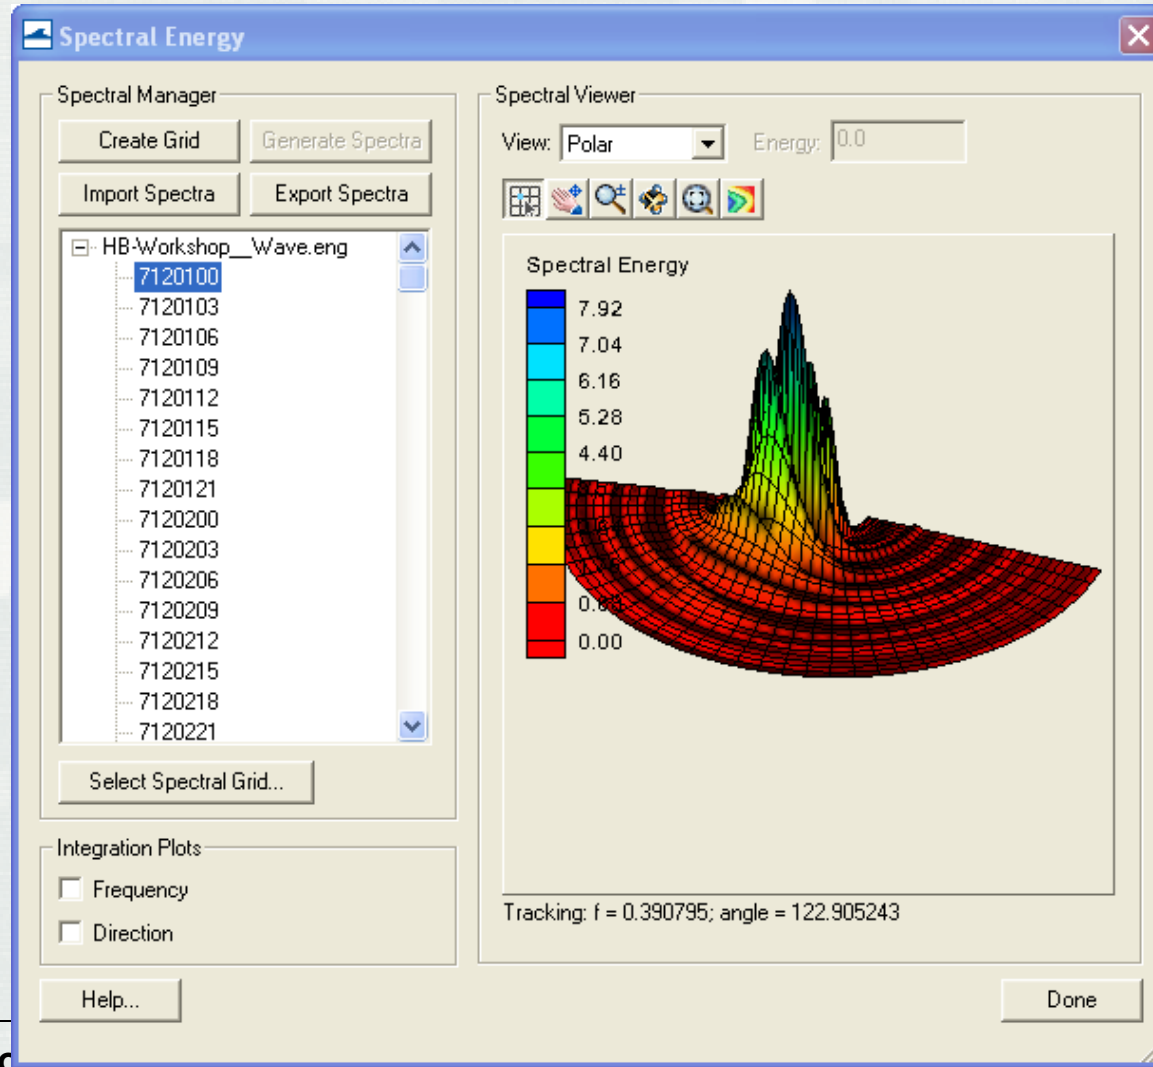 Spectral Energy
Spectral Manager
Create Grid
Generate Spectra
Import Spectra
Export Spectra
HB-Workshop__Wave.eng
7120100
7120103
7120106
7120109
7120112
7120115
7120118
7120121
7120200
7120203
7120206
7120209
7120212
7120215
7120218
7120221
Select Spectral Grid...
Integration Plots
Frequency
Direction
Help...
Spectral Viewer
View: Polar
Energy: 0.0
Spectral Energy
7.92
7.04
6.16
5.28
4.40
0.00
Tracking: f = 0.390795; angle = 122.905243
Done